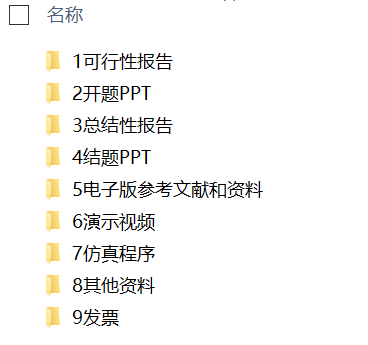 名称
1可行性报告
2开题PPT
3总结性报告
4结题PPT
5电子版参考文献和资料
6演示视频
7仿真程序
8其他资料
9发票